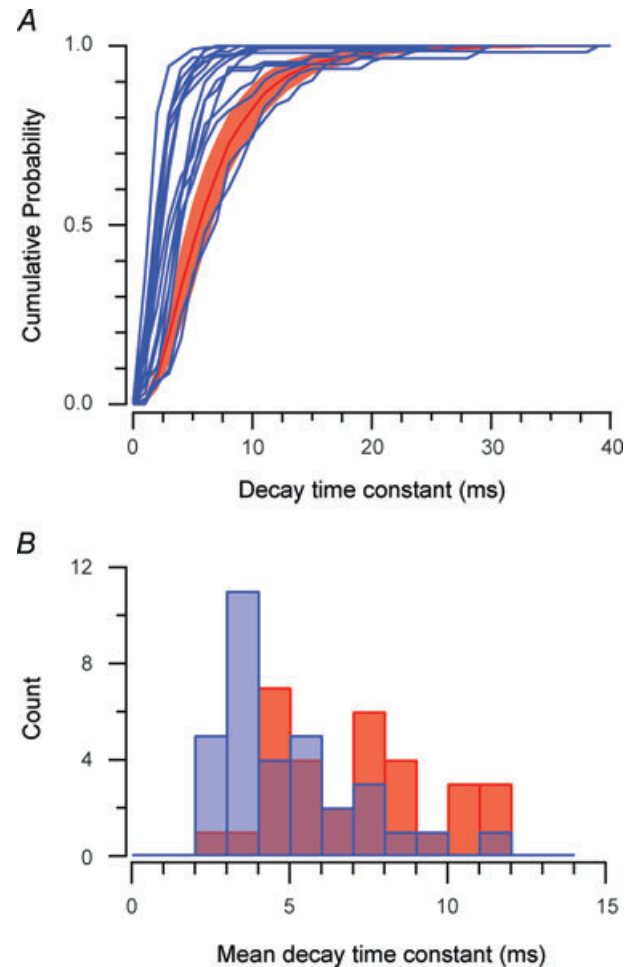 A
1.0
0.5
0.0
Cumulative Probability
0 10 20 30 40
Decay time constant (ms)
B
12
8
4
0
Count
0 5 10 15
Mean decay time constant (ms)